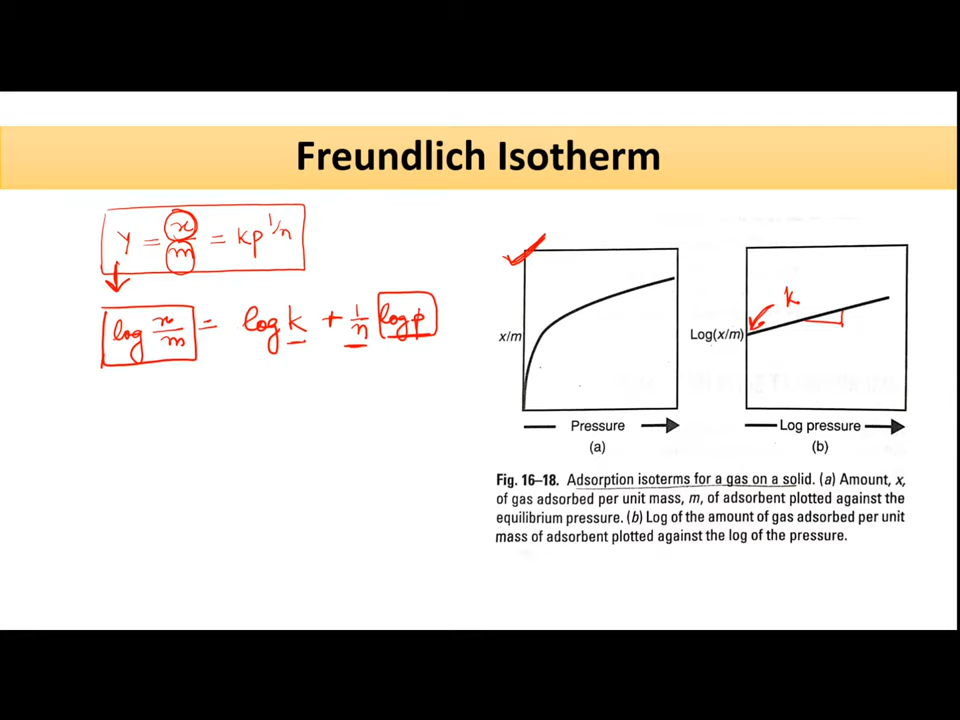 Freundlich Isotherm
y = x/m = kp^1/n
log x/m = log k + 1/n log p
k
x/m
Pressure
(a)
Log(x/m)
Log pressure
(b)
Fig. 16–18. Adsorption isoterms for a gas on a solid. (a) Amount, x,
of gas adsorbed per unit mass, m, of adsorbent plotted against the
equilibrium pressure. (b) Log of the amount of gas adsorbed per unit
mass of adsorbent plotted against the log of the pressure.